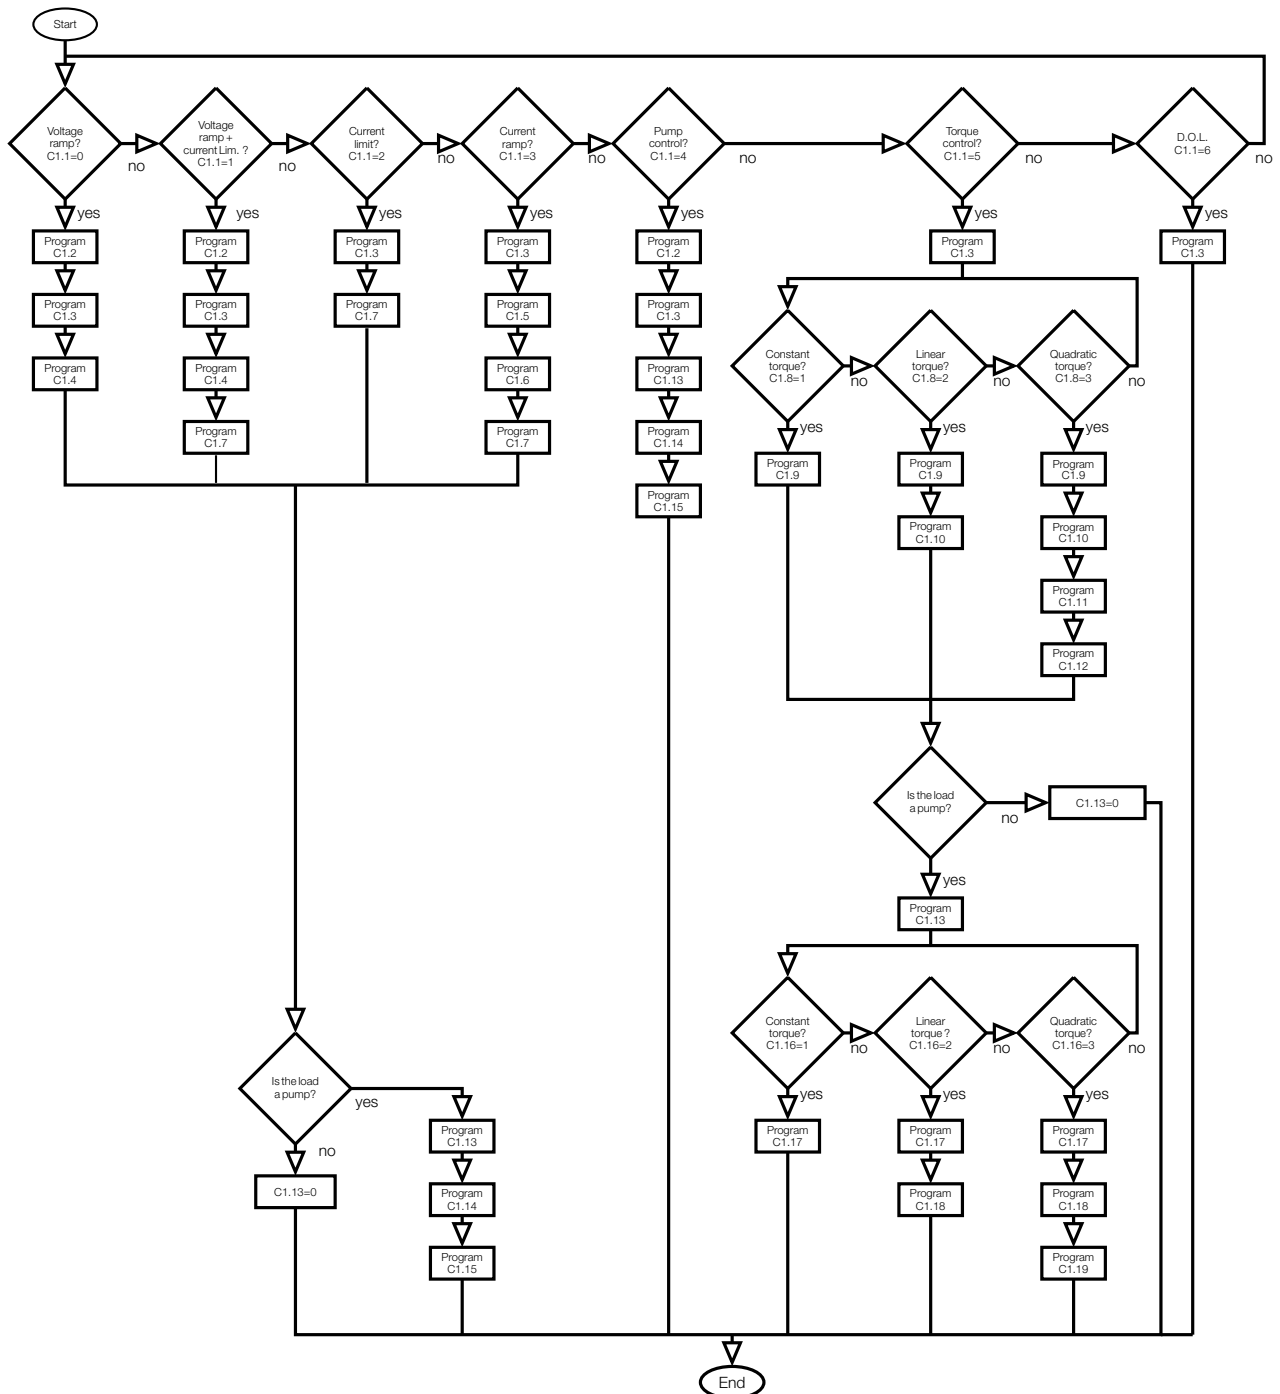 Start
Voltage
ramp?
C1.1=0
no
Voltage
ramp +
current Lim. ?
C1.1=1
no
Current
limit?
C1.1=2
no
Current
ramp?
C1.1=3
no
Pump
control?
C1.1=4
no
Torque
control?
C1.1=5
no
D.O.L.
C1.1=6
no
yes
yes
yes
yes
yes
yes
yes
Program
C1.2
Program
C1.2
Program
C1.3
Program
C1.3
Program
C1.2
Program
C1.3
Program
C1.3
Program
C1.3
Program
C1.3
Program
C1.7
Program
C1.5
Program
C1.3
Program
C1.4
Program
C1.4
Program
C1.6
Program
C1.13
Constant
torque?
C1.8=1
no
Linear
torque?
C1.8=2
no
Quadratic
torque?
C1.8=3
no
Program
C1.7
Program
C1.7
Program
C1.14
yes
yes
yes
Program
C1.9
Program
C1.9
Program
C1.9
Program
C1.15
Program
C1.10
Program
C1.10
Program
C1.11
Program
C1.12
Is the load
a pump?
no
C1.13=0
yes
Program
C1.13
Constant
torque?
C1.16=1
no
Linear
torque ?
C1.16=2
no
Quadratic
torque?
C1.16=3
no
Is the load
a pump?
yes
no
yes
yes
yes
Program
C1.13
Program
C1.17
Program
C1.17
Program
C1.17
C1.13=0
Program
C1.14
Program
C1.18
Program
C1.18
Program
C1.15
Program
C1.19
End